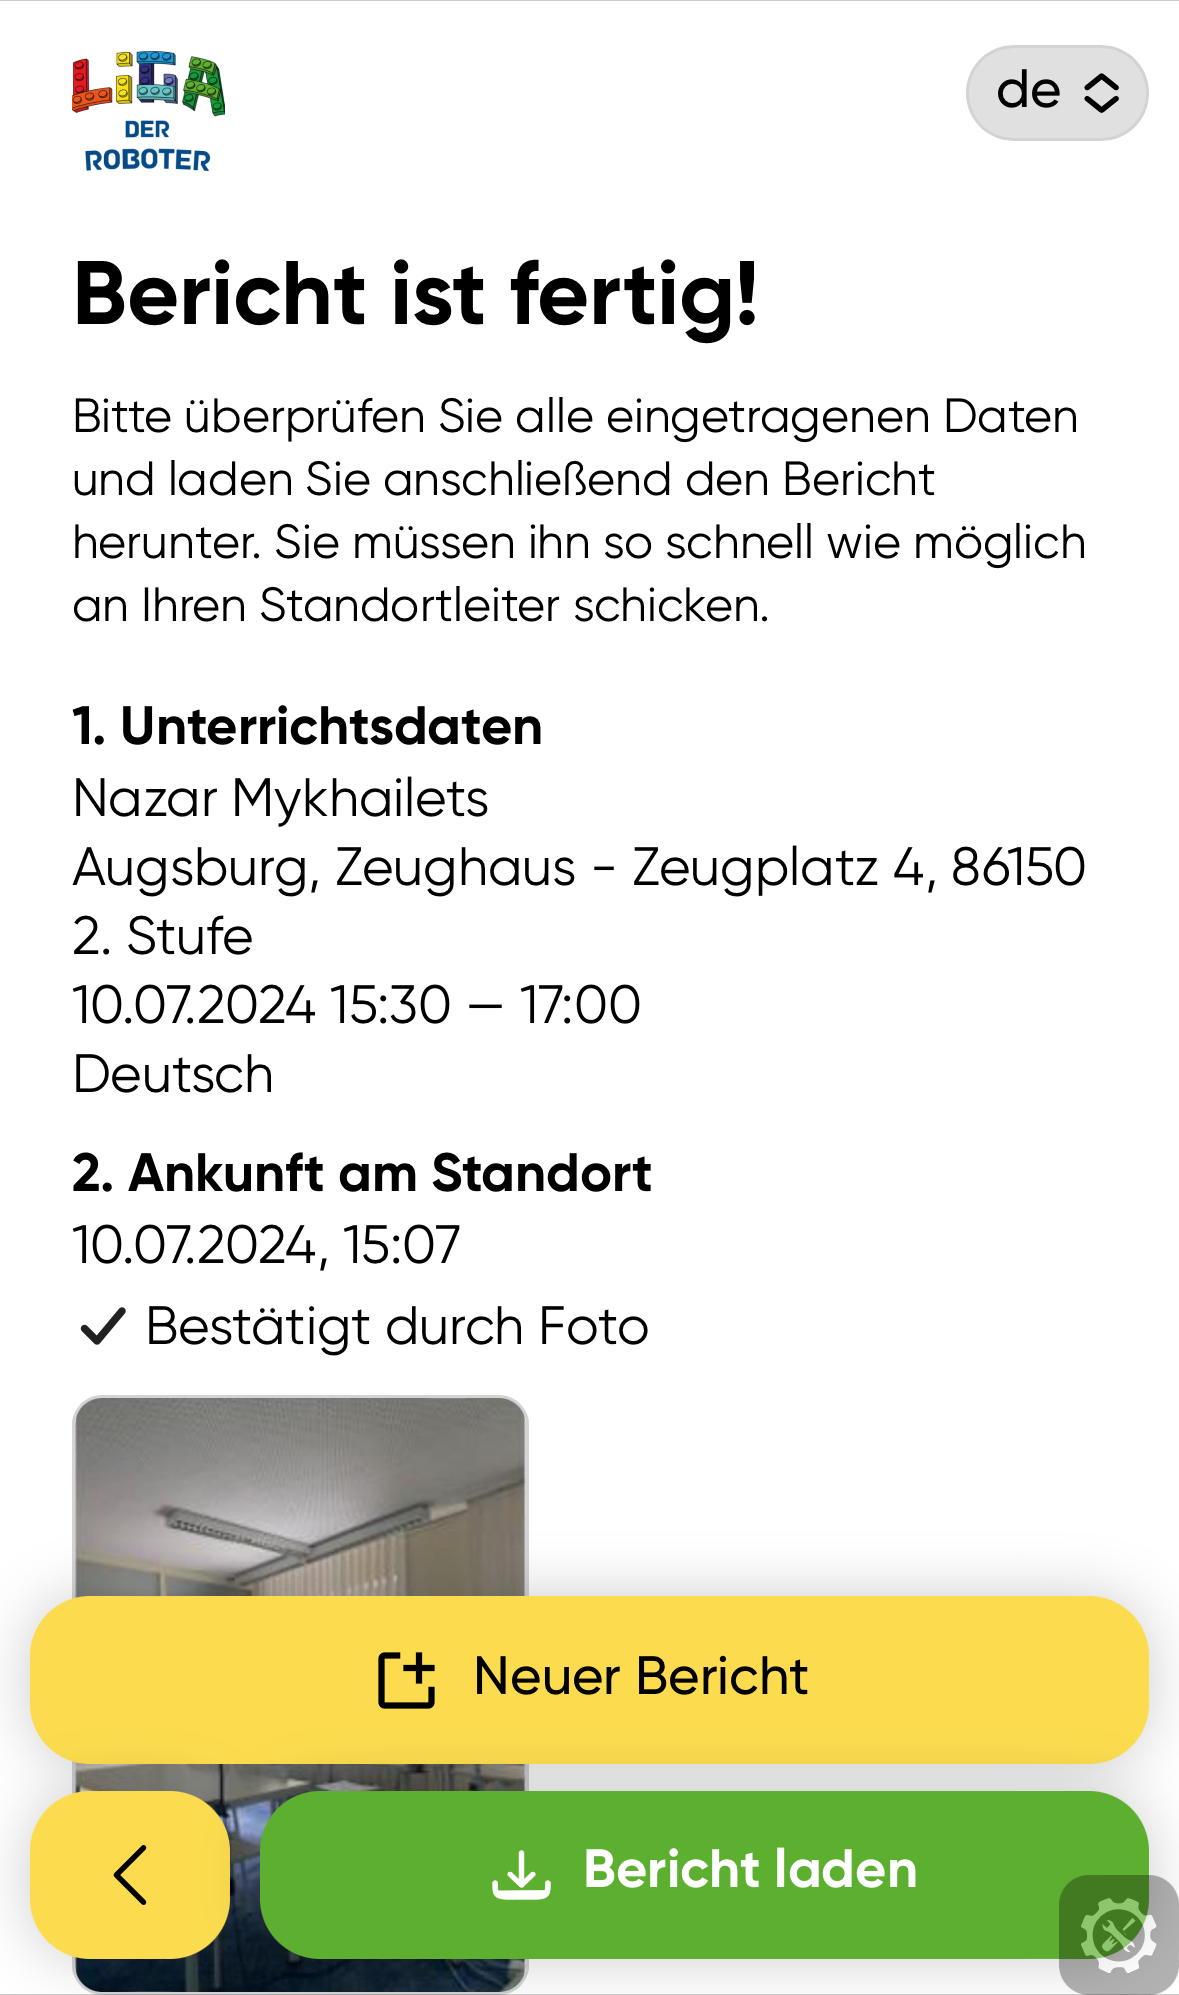 LiGA
DER
ROBOTER
de
Bericht ist fertig!
Bitte überprüfen Sie alle eingetragenen Daten
und laden Sie anschließend den Bericht
herunter. Sie müssen ihn so schnell wie möglich
an Ihren Standortleiter schicken.
1. Unterrichtsdaten
Nazar Mykhailets
Augsburg, Zeughaus - Zeugplatz 4, 86150
2. Stufe
10.07.2024 15:30 — 17:00
Deutsch
2. Ankunft am Standort
10.07.2024, 15:07
Bestätigt durch Foto
Neuer Bericht
Bericht laden